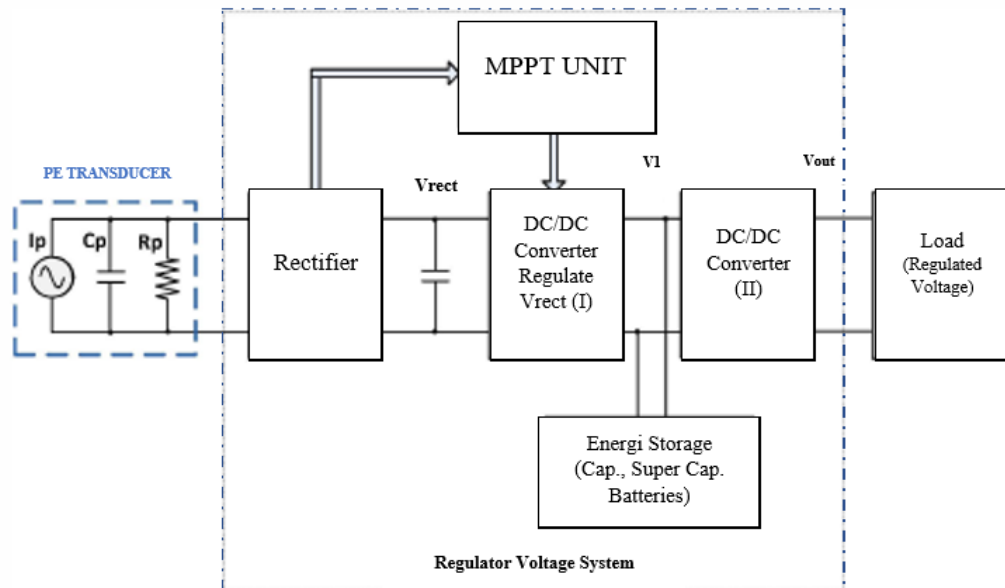 MPPT UNIT
PE TRANSDUCER
Vrect
V1
Vout
Ip
Cp
Rp
Rectifier
DC/DC
Converter
Regulate
Vrect (I)
DC/DC
Converter
(II)
Load
(Regulated
Voltage)
Energi Storage
(Cap., Super Cap.
Batteries)
Regulator Voltage System